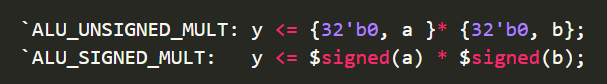 `ALU_UNSIGNED_MULT: y <= {32'b0, a }* {32'b0, b};
`ALU_SIGNED_MULT:   y <= $signed(a) * $signed(b);